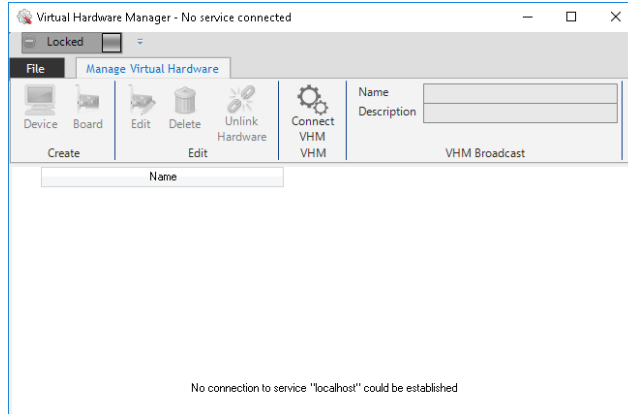 Virtual Hardware Manager - No service connected
Locked
File
Manage Virtual Hardware
Device
Board
Create
Edit
Delete
Unlink
Hardware
Edit
Connect
VHM
VHM
Name
Description
VHM Broadcast
Name
No connection to service "localhost" could be established